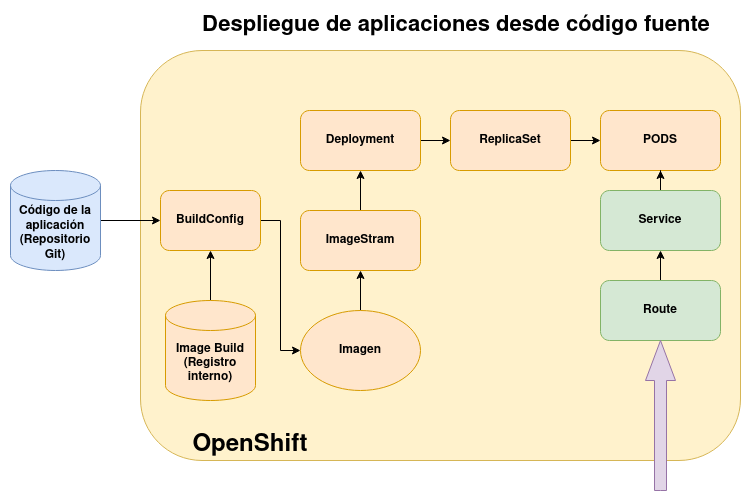 Despliegue de aplicaciones desde código fuente
Deployment
ReplicaSet
PODS
Código de la
aplicación
(Repositorio
Git)
BuildConfig
ImageStram
Service
Image Build
(Registro
interno)
Imagen
Route
OpenShift